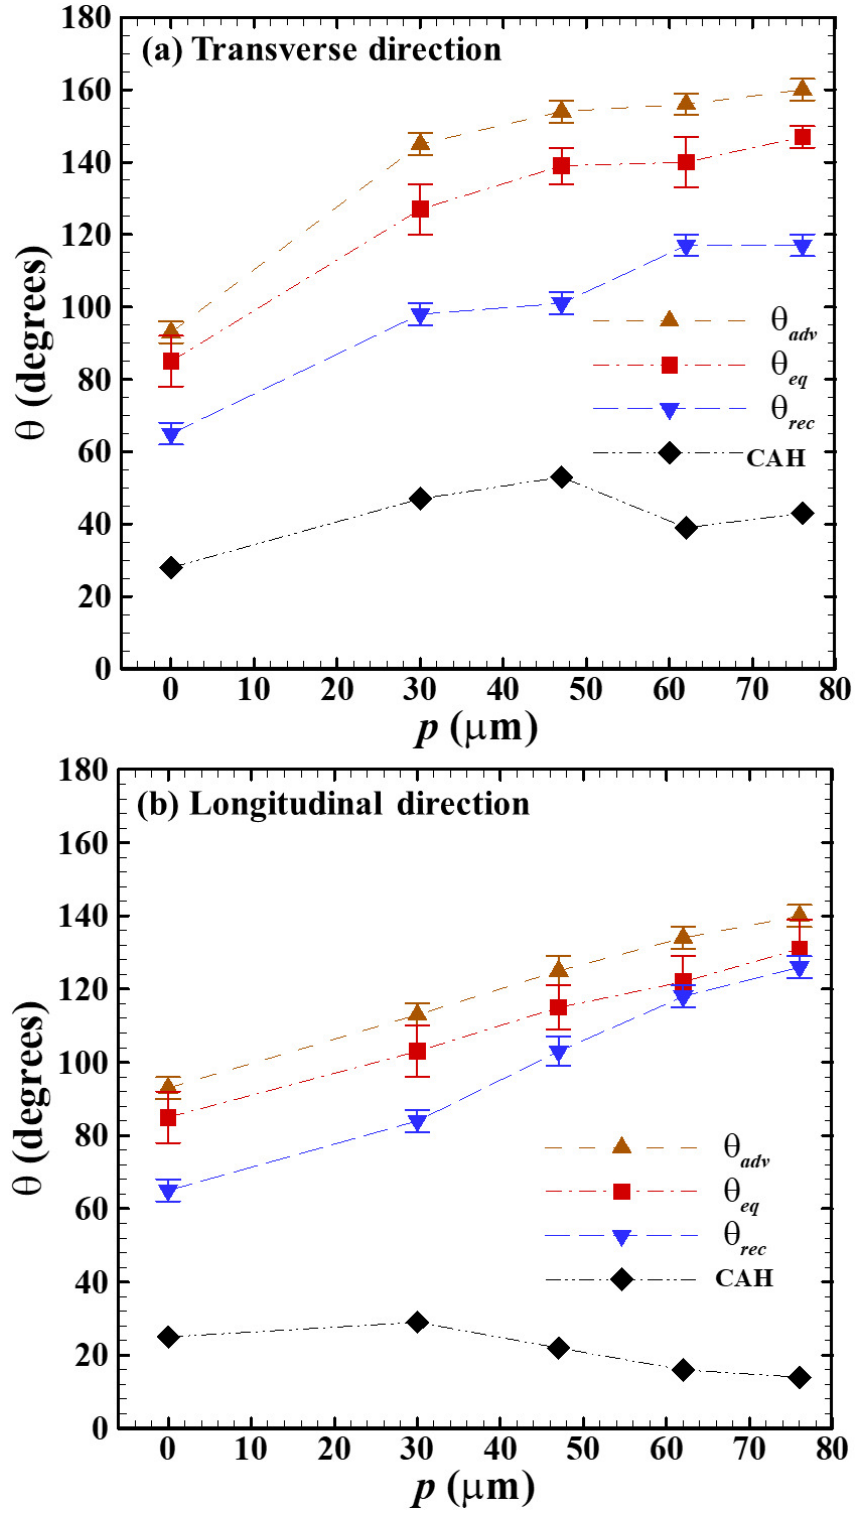 (a) Transverse direction
180
160
140
120
100
80
60
40
20
0
θ (degrees)
θadv
θeq
θrec
CAH
0 10 20 30 40 50 60 70 80
p (μm)
(b) Longitudinal direction
180
160
140
120
100
80
60
40
20
0
θ (degrees)
θadv
θeq
θrec
CAH
0 10 20 30 40 50 60 70 80
p (μm)